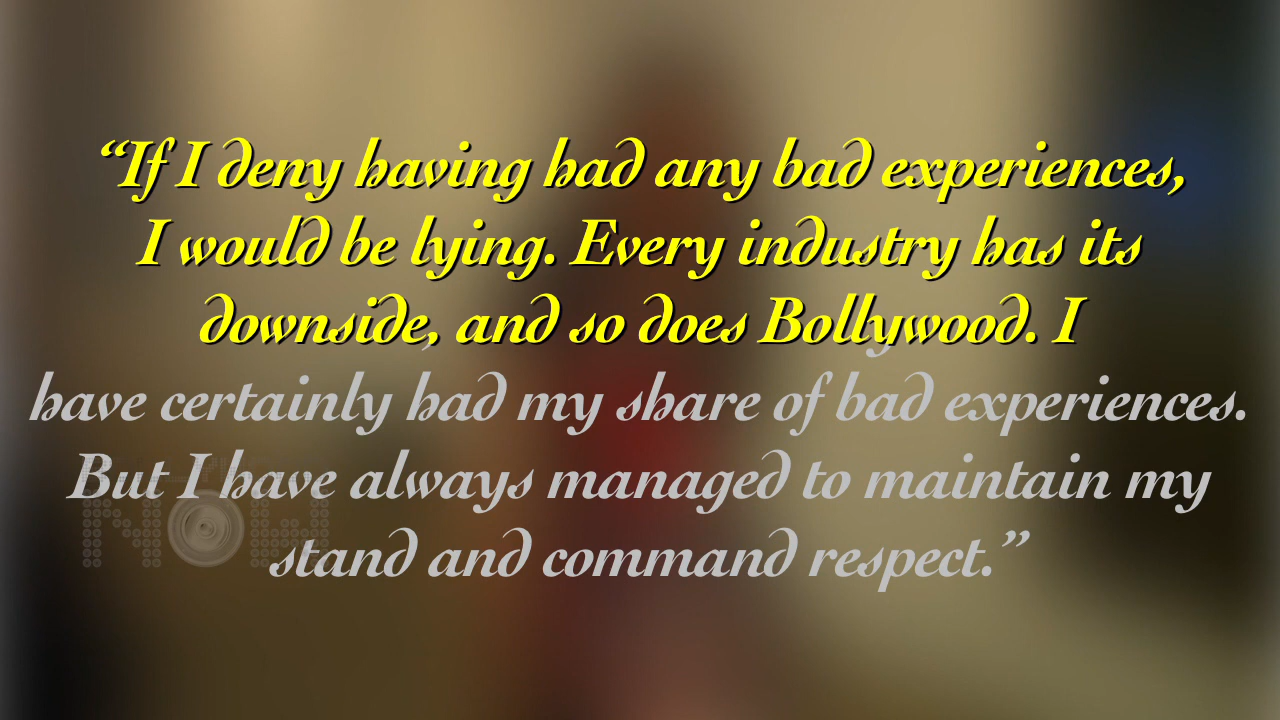 “If I deny having had any bad experiences,
I would be lying. Every industry has its
downside, and so does Bollywood. I
have certainly had my share of bad experiences.
But I have always managed to maintain my
stand and command respect.”
NOW